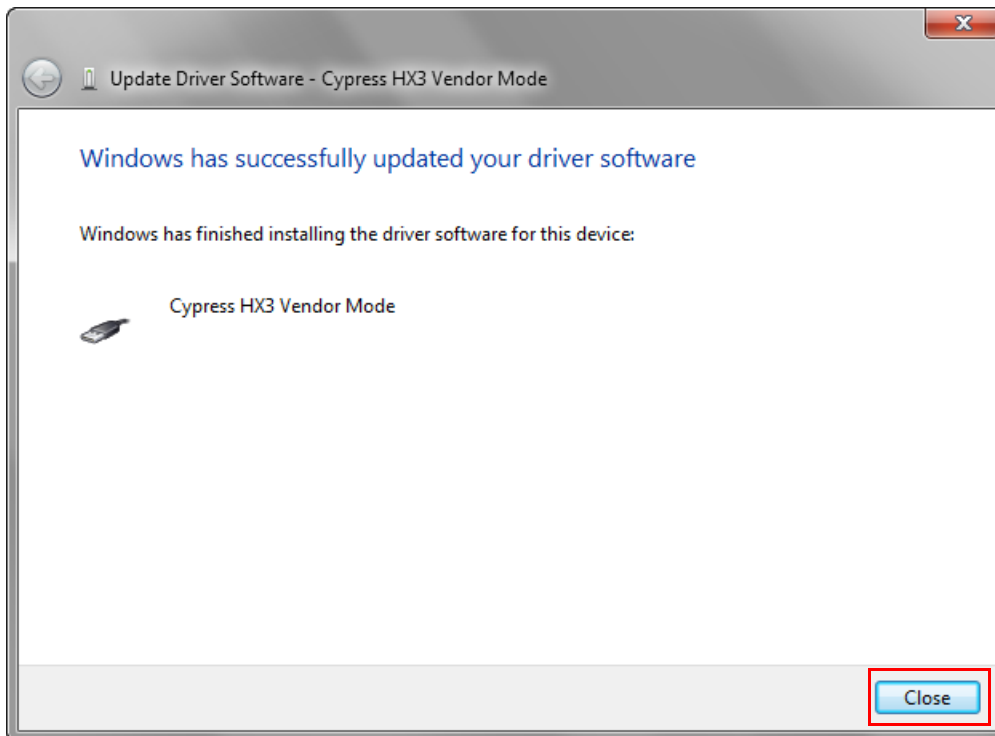 Update Driver Software - Cypress HX3 Vendor Mode
Windows has successfully updated your driver software
Windows has finished installing the driver software for this device:
Cypress HX3 Vendor Mode
Close